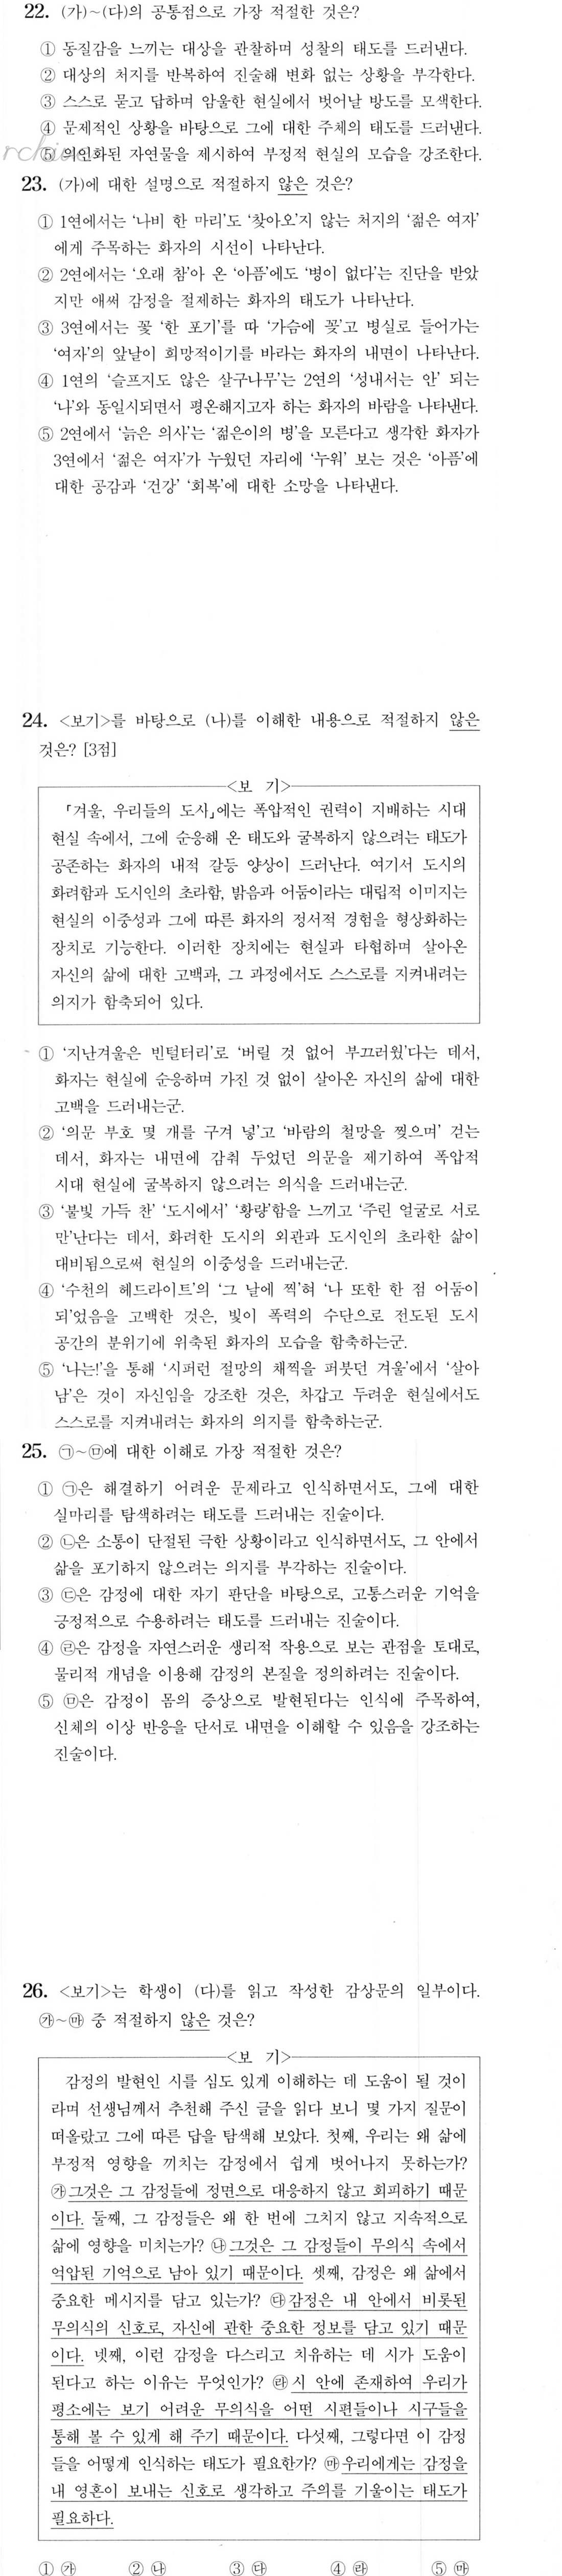 22. (가)~(다)의 공통점으로 가장 적절한 것은?
① 동질감을 느끼는 대상을 관찰하며 성찰의 태도를 드러낸다.
② 대상의 처지를 반복하여 진술해 변화 없는 상황을 부각한다.
③ 스스로 묻고 답하며 암울한 현실에서 벗어날 방도를 모색한다.
④ 문제적인 상황을 바탕으로 그에 대한 주체의 태도를 드러낸다.
⑤ 의인화된 자연물을 제시하여 부정적 현실의 모습을 강조한다.
23. (가)에 대한 설명으로 적절하지 않은 것은?
① 1연에서는 ‘나비 한 마리’도 ‘찾아오’지 않는 처지의 ‘젊은 여자’
에게 주목하는 화자의 시선이 나타난다.
② 2연에서는 ‘오래 참’아 온 ‘아픔’에도 ‘병이 없다’는 진단을 받았
지만 애써 감정을 절제하는 화자의 태도가 나타난다.
③ 3연에서는 꽃 ‘한 포기’를 따 ‘가슴에 꽂’고 병실로 들어가는
‘여자’의 앞날이 희망적이기를 바라는 화자의 내면이 나타난다.
④ 1연의 ‘슬프지도 않은 살구나무’는 2연의 ‘성내서는 안’ 되는
‘나’와 동일시되면서 평온해지고자 하는 화자의 바람을 나타낸다.
⑤ 2연에서 ‘늙은 의사’는 ‘젊은이의 병’을 모른다고 생각한 화자가
3연에서 ‘젊은 여자’가 누웠던 자리에 ‘누워’ 보는 것은 ‘아픔’에
대한 공감과 ‘건강’ ‘회복’에 대한 소망을 나타낸다.
24. <보기>를 바탕으로 (나)를 이해한 내용으로 적절하지 않은
것은? [3점]
<보 기>
「겨울, 우리들의 도시」에는 폭압적인 권력이 지배하는 시대
현실 속에서, 그에 순응해 온 태도와 굴복하지 않으려는 태도가
공존하는 화자의 내적 갈등 양상이 드러난다. 여기서 도시의
화려함과 도시인의 초라함, 밝음과 어둠이라는 대립적 이미지는
현실의 이중성과 그에 따른 화자의 정서적 경험을 형상화하는
장치로 기능한다. 이러한 장치에는 현실과 타협하며 살아온
자신의 삶에 대한 고백과, 그 과정에서도 스스로를 지켜내려는
의지가 함축되어 있다.
① ‘지난겨울은 빈털터리’로 ‘버릴 것 없어 부끄러웠’다는 데서,
화자는 현실에 순응하며 가진 것 없이 살아온 자신의 삶에 대한
고백을 드러내는군.
② ‘의문 부호 몇 개를 구겨 넣’고 ‘바람의 철망을 찢으며’ 걷는
데서, 화자는 내면에 감춰 두었던 의문을 제기하여 폭압적
시대 현실에 굴복하지 않으려는 의식을 드러내는군.
③ ‘불빛 가득 찬’ ‘도시에서’ ‘황량’함을 느끼고 ‘주린 얼굴로 서로
만’난다는 데서, 화려한 도시의 외관과 도시인의 초라한 삶이
대비됨으로써 현실의 이중성을 드러내는군.
④ ‘수천의 헤드라이트’의 ‘그 날에 찍’혀 ‘나 또한 한 점 어둠이
되’었음을 고백한 것은, 빛이 폭력의 수단으로 전도된 도시
공간의 분위기에 위축된 화자의 모습을 함축하는군.
⑤ ‘나는!’을 통해 ‘시퍼런 절망의 채찍을 퍼붓던 겨울’에서 ‘살아
남’은 것이 자신임을 강조한 것은, 차갑고 두려운 현실에서도
스스로를 지켜내려는 화자의 의지를 함축하는군.
25. ㉠~㉤에 대한 이해로 가장 적절한 것은?
① ㉠은 해결하기 어려운 문제라고 인식하면서도, 그에 대한
실마리를 탐색하려는 태도를 드러내는 진술이다.
② ㉡은 소통이 단절된 극한 상황이라고 인식하면서도, 그 안에서
삶을 포기하지 않으려는 의지를 부각하는 진술이다.
③ ㉢은 감정에 대한 자기 판단을 바탕으로, 고통스러운 기억을
긍정적으로 수용하려는 태도를 드러내는 진술이다.
④ ㉣은 감정을 자연스러운 생리적 작용으로 보는 관점을 토대로,
물리적 개념을 이용해 감정의 본질을 정의하려는 진술이다.
⑤ ㉤은 감정이 몸의 증상으로 발현된다는 인식에 주목하여,
신체의 이상 반응을 단서로 내면을 이해할 수 있음을 강조하는
진술이다.
26. <보기>는 학생이 (다)를 읽고 작성한 감상문의 일부이다.
㉮~㉲ 중 적절하지 않은 것은?
<보 기>
감정의 발현인 시를 심도 있게 이해하는 데 도움이 될 것이
라며 선생님께서 추천해 주신 글을 읽다 보니 몇 가지 질문이
떠올랐고 그에 따른 답을 탐색해 보았다. 첫째, 우리는 왜 삶에
부정적 영향을 끼치는 감정에서 쉽게 벗어나지 못하는가?
㉮그것은 그 감정들에 정면으로 대응하지 않고 회피하기 때문
이다. 둘째, 그 감정들은 왜 한 번에 그치지 않고 지속적으로
삶에 영향을 미치는가? ㉯그것은 그 감정들이 무의식 속에서
억압된 기억으로 남아 있기 때문이다. 셋째, 감정은 왜 삶에서
중요한 메시지를 담고 있는가? ㉰감정은 내 안에서 비롯된
무의식의 신호로, 자신에 관한 중요한 정보를 담고 있기 때문
이다. 넷째, 이런 감정을 다스리고 치유하는 데 시가 도움이
된다고 하는 이유는 무엇인가? ㉱시 안에 존재하여 우리가
평소에는 보기 어려운 무의식을 어떤 시편들이나 시구들을
통해 볼 수 있게 해 주기 때문이다. 다섯째, 그렇다면 이 감정
들을 어떻게 인식하는 태도가 필요한가? ㉲우리에게는 감정을
내 영혼이 보내는 신호로 생각하고 주의를 기울이는 태도가
필요하다.
① ㉮ ② ㉯ ③ ㉰ ④ ㉱ ⑤ ㉲